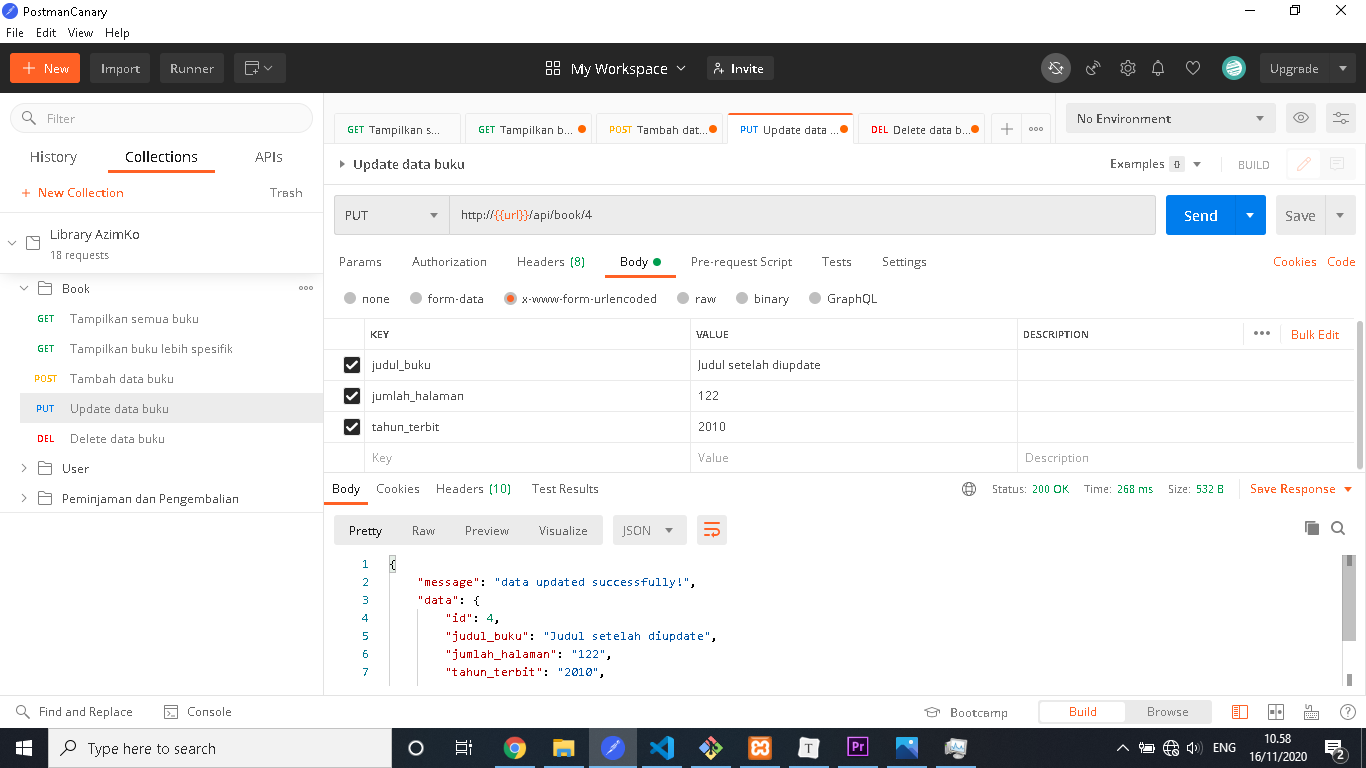 PostmanCanary
File Edit View Help
New Import Runner My Workspace Invite Upgrade
Filter
History Collections APIs
+ New Collection Trash
Library AzimKo
18 requests
Book
GET Tampilkan semua buku
GET Tampilkan buku lebih spesifik
POST Tambah data buku
PUT Update data buku
DEL Delete data buku
User
Peminjaman dan Pengembalian
GET Tampilkan s... GET Tampilkan b... POST Tambah dat... PUT Update data ... DEL Delete data b... No Environment
Update data buku Examples 0 BUILD
PUT http://{{url}}/api/book/4 Send Save
Params Authorization Headers (8) Body Pre-request Script Tests Settings Cookies Code
none form-data x-www-form-urlencoded raw binary GraphQL
KEY VALUE DESCRIPTION Bulk Edit
judul_buku Judul setelah diupdate
jumlah_halaman 122
tahun_terbit 2010
Key Value Description
Body Cookies Headers (10) Test Results Status: 200 OK Time: 268 ms Size: 532 B Save Response
Pretty Raw Preview Visualize JSON
1 {
2 "message": "data updated successfully!",
3 "data": {
4 "id": 4,
5 "judul_buku": "Judul setelah diupdate",
6 "jumlah_halaman": "122",
7 "tahun_terbit": "2010",
Find and Replace Console Bootcamp Build Browse
Type here to search T Pr ENG 10.58
16/11/2020 2